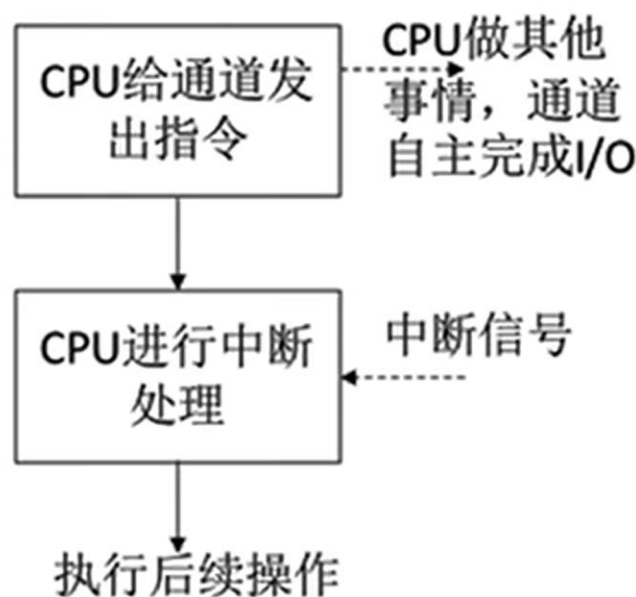 CPU给通道发
出指令
CPU做其他
事情，通道
自主完成I/O
CPU进行中断
处理
中断信号
执行后续操作